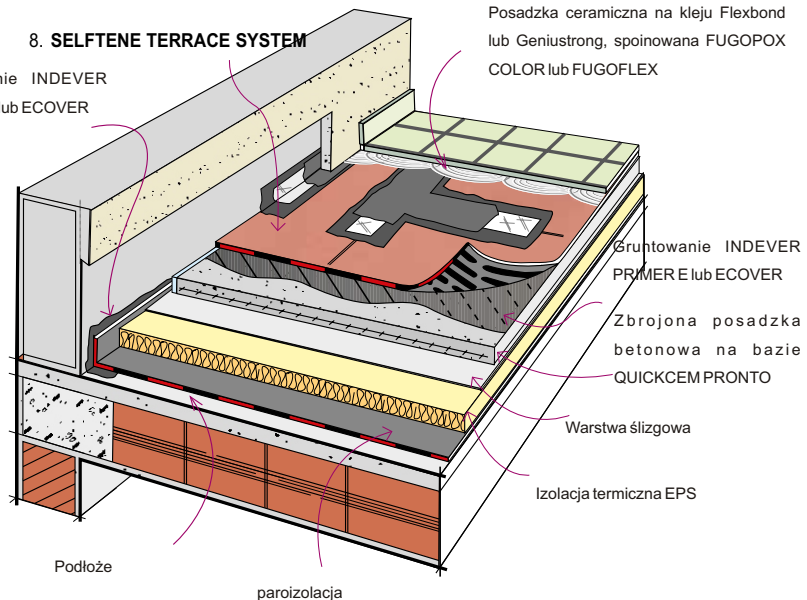 Posadzka ceramiczna na kleju Flexbond
lub Geniustrong, spoinowana FUGOPOX
COLOR lub FUGOFLEX
8. SELFTENE TERRACE SYSTEM
nie INDEVER
lub ECOVER
Gruntowanie INDEVER
PRIMER E lub ECOVER
Zbrojona posadzka
betonowa na bazie
QUICKCEM PRONTO
Warstwa ślizgowa
Izolacja termiczna EPS
Podłoże
paroizolacja